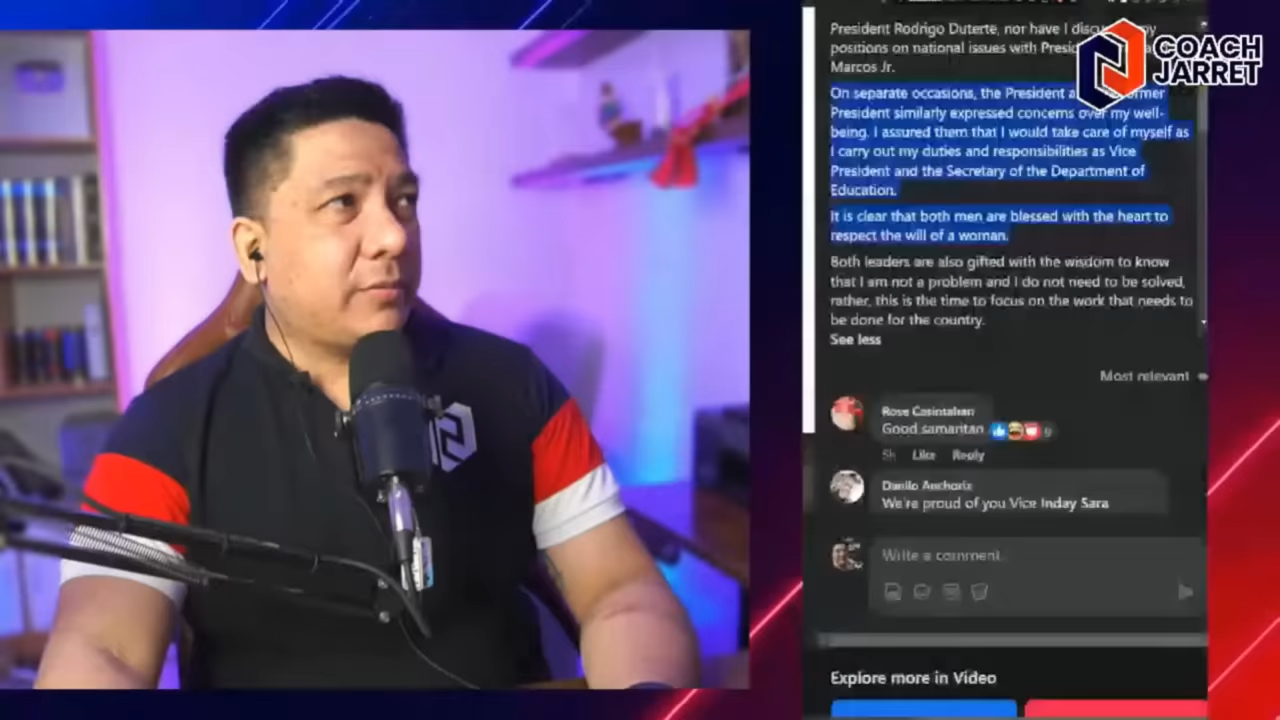 COACH
JARRET
President Rodrigo Duterte, nor have I
positions on national issues with
Marcos Jr.
On separate occasions, the President
President similarly expressed concerns over my well-
being. I assured them that I would take care of myself as
I carry out my duties and responsibilities as Vice
President and the Secretary of the Department of
Education.
It is clear that both men are blessed with the heart to
respect the will of a woman.
Both leaders are also gifted with the wisdom to know
that I am not a problem and I do not need to be solved,
rather, this is the time to focus on the work that needs to
be done for the country.
See less
Most relevant
Rose
Good samaritan
5h Like Reply
Danilo
We're proud of you Vice Inday Sara
Write a comment.
Explore more in Video